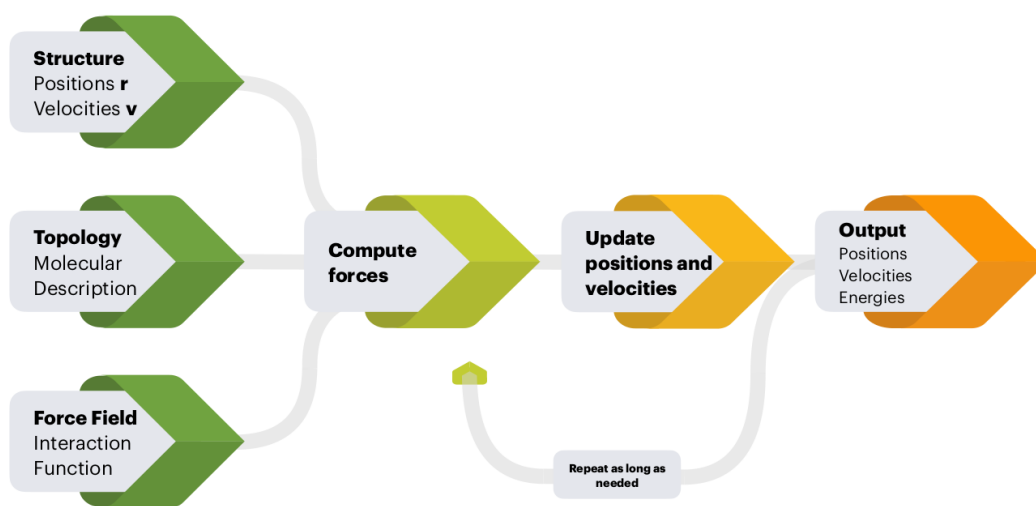 Structure
Positions r
Velocities v
Topology
Molecular
Description
Force Field
Interaction
Function
Compute
forces
Update
positions and
velocities
Output
Positions
Velocities
Energies
Repeat as long as
needed